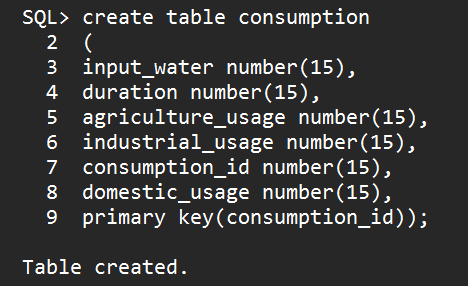 SQL> create table consumption
2 (
3 input_water number(15),
4 duration number(15),
5 agriculture_usage number(15),
6 industrial_usage number(15),
7 consumption_id number(15),
8 domestic_usage number(15),
9 primary key(consumption_id));
Table created.